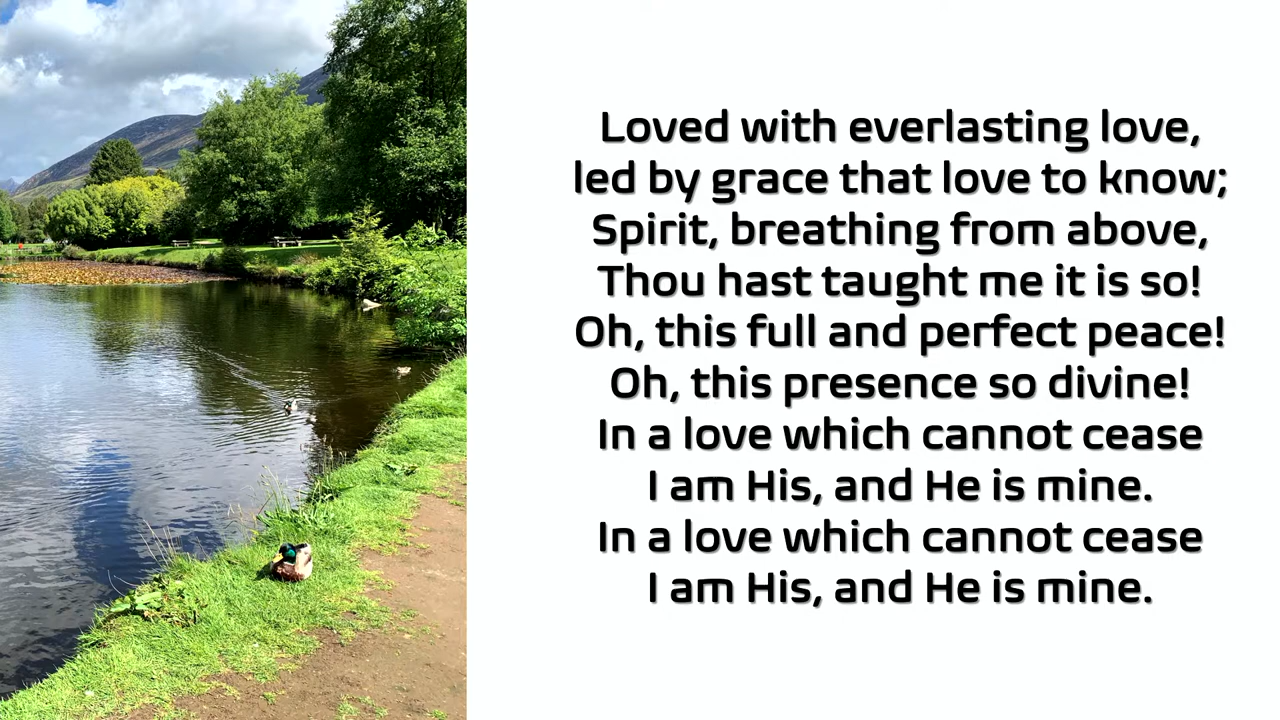 Loved with everlasting love,
led by grace that love to know;
Spirit, breathing from above,
Thou hast taught me it is so!
Oh, this full and perfect peace!
Oh, this presence so divine!
In a love which cannot cease
I am His, and He is mine.
In a love which cannot cease
I am His, and He is mine.